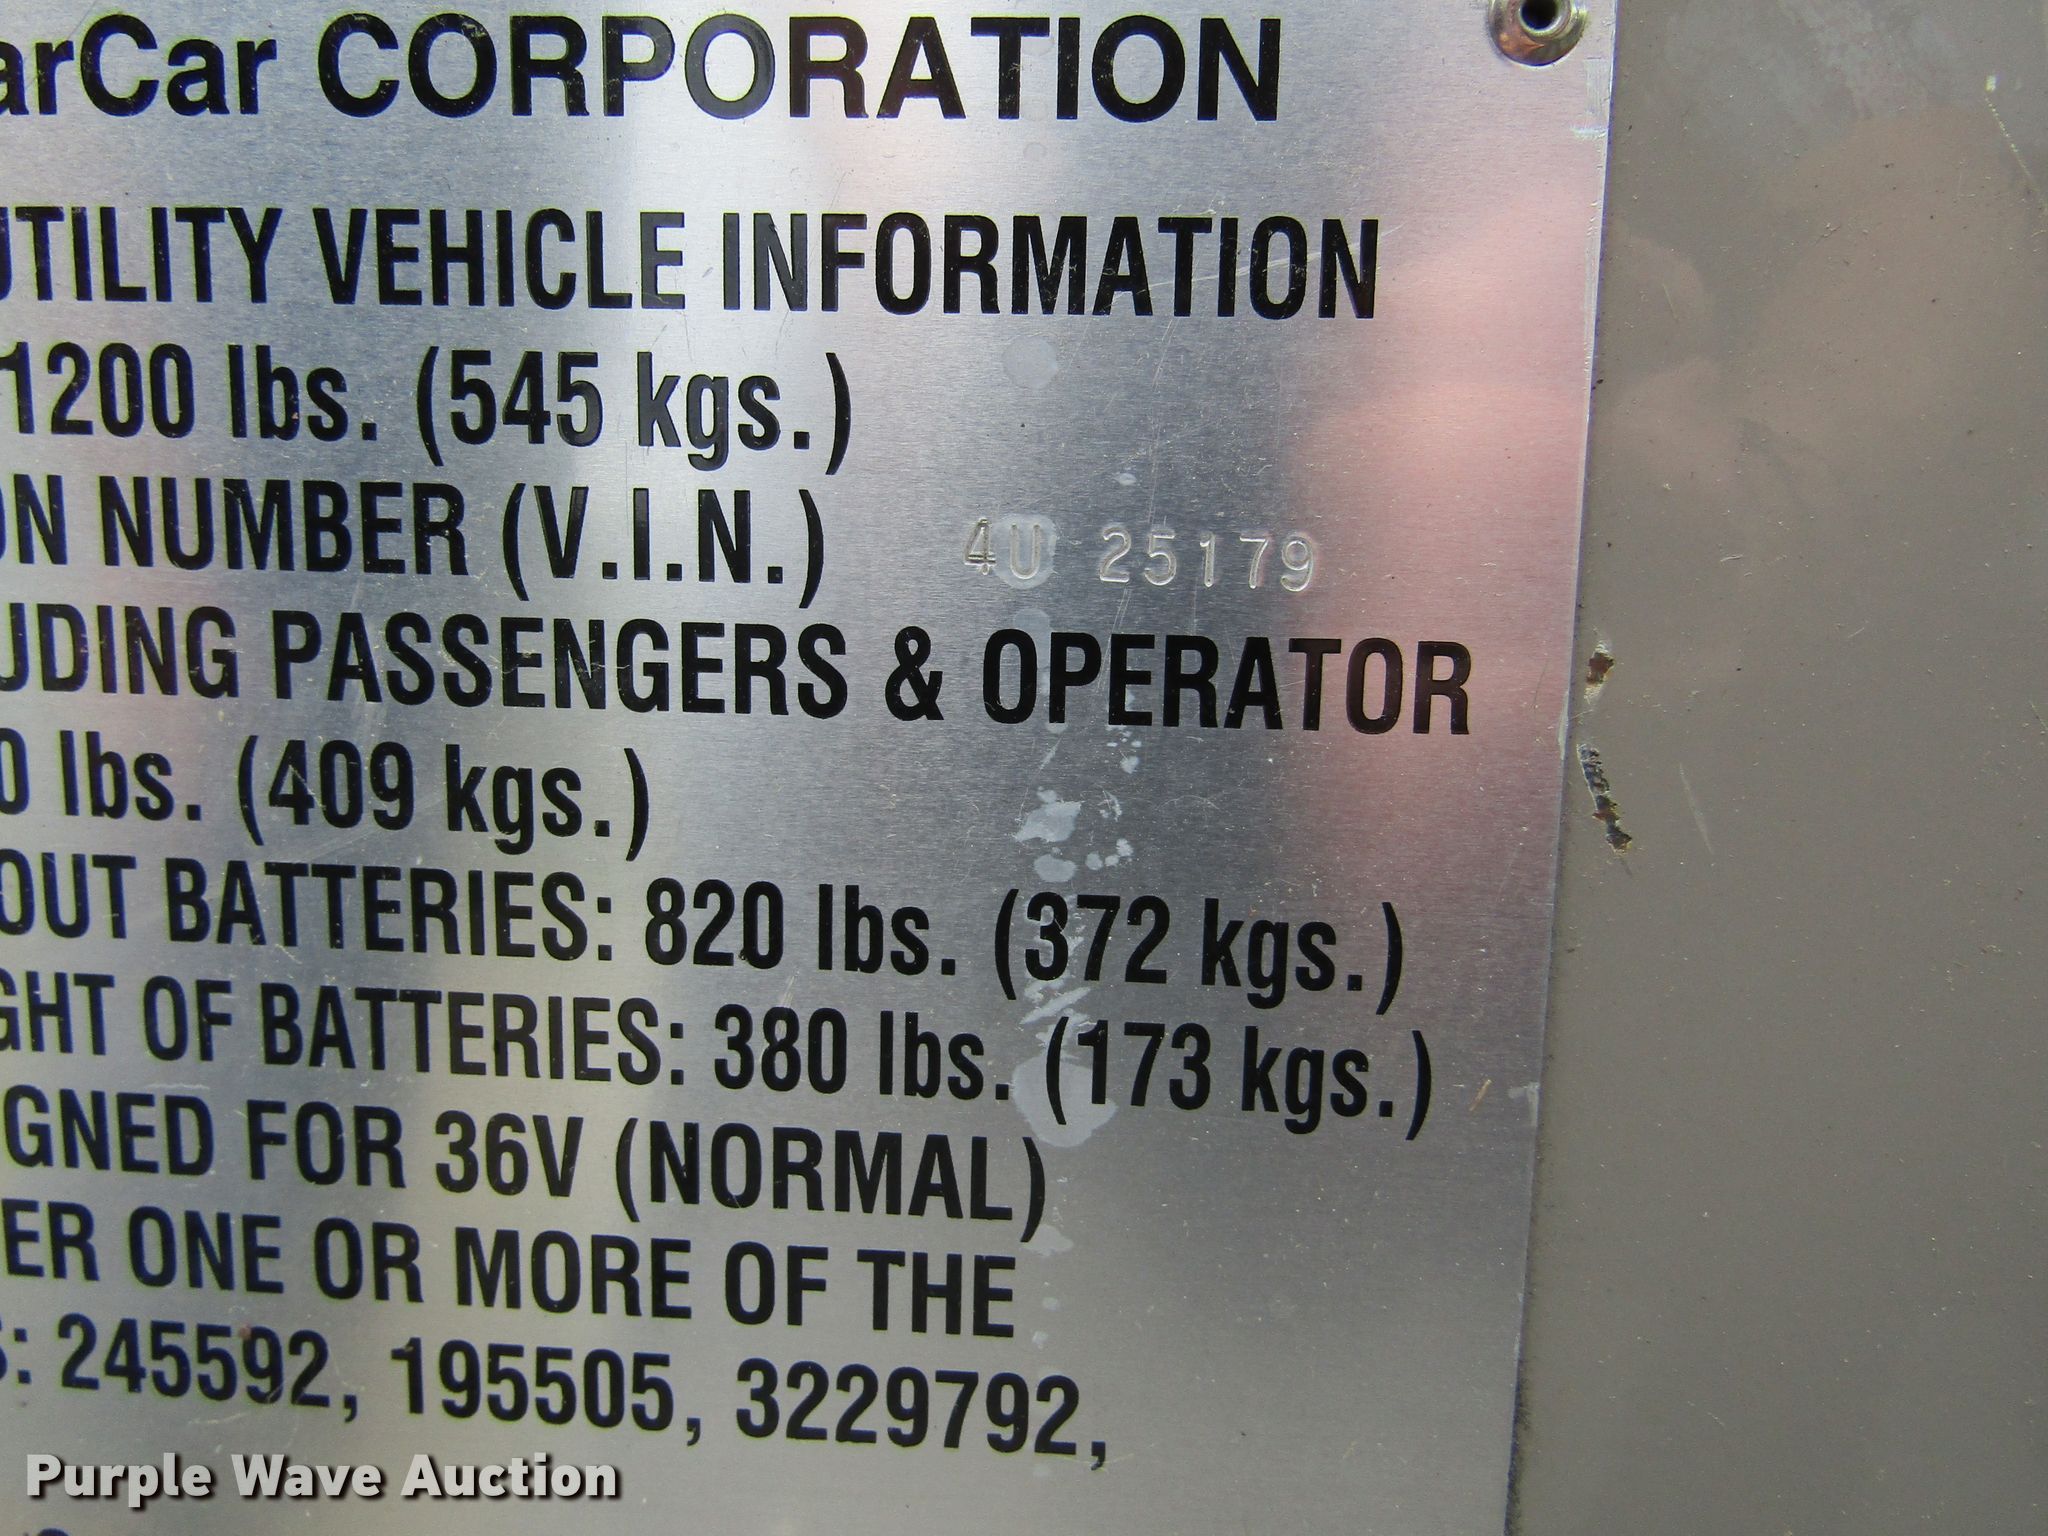 arCar CORPORATION
UTILITY VEHICLE INFORMATION
1200 lbs. (545 kgs.)
ON NUMBER (V.I.N.) 4U 25179
UDING PASSENGERS & OPERATOR
0 lbs. (409 kgs.)
OUT BATTERIES: 820 lbs. (372 kgs.)
GHT OF BATTERIES: 380 lbs. (173 kgs.)
IGNED FOR 36V (NORMAL)
ER ONE OR MORE OF THE
S: 245592, 195505, 3229792,
Purple Wave Auction